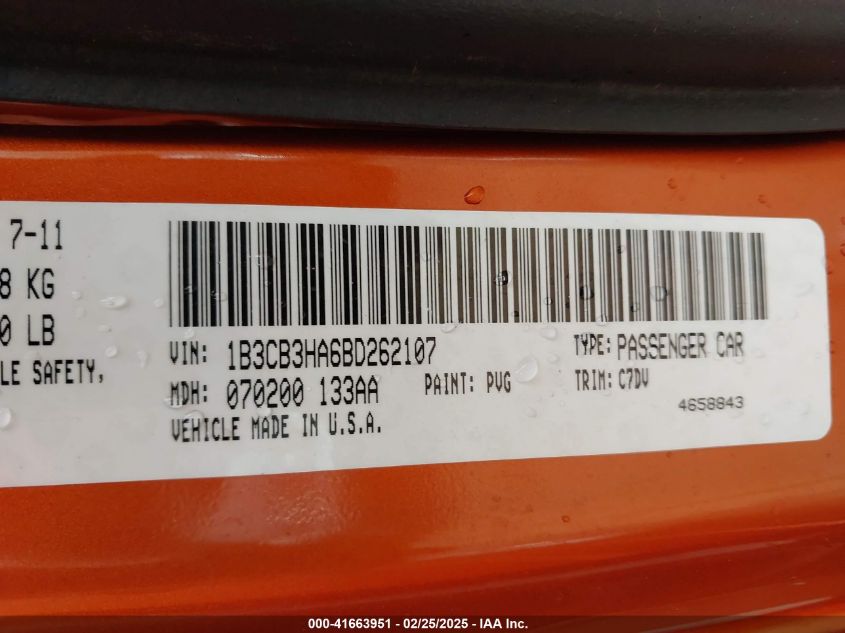 7-11
8 KG
0 LB
LE SAFETY,
VIN: 1B3CB3HA6BD262107
TYPE: PASSENGER CAR
MDH: 070200 133AA
PAINT: PVG
TRIM: C7DV
VEHICLE MADE IN U.S.A.
4658843
000-41663951 – 02/25/2025 - IAA Inc.